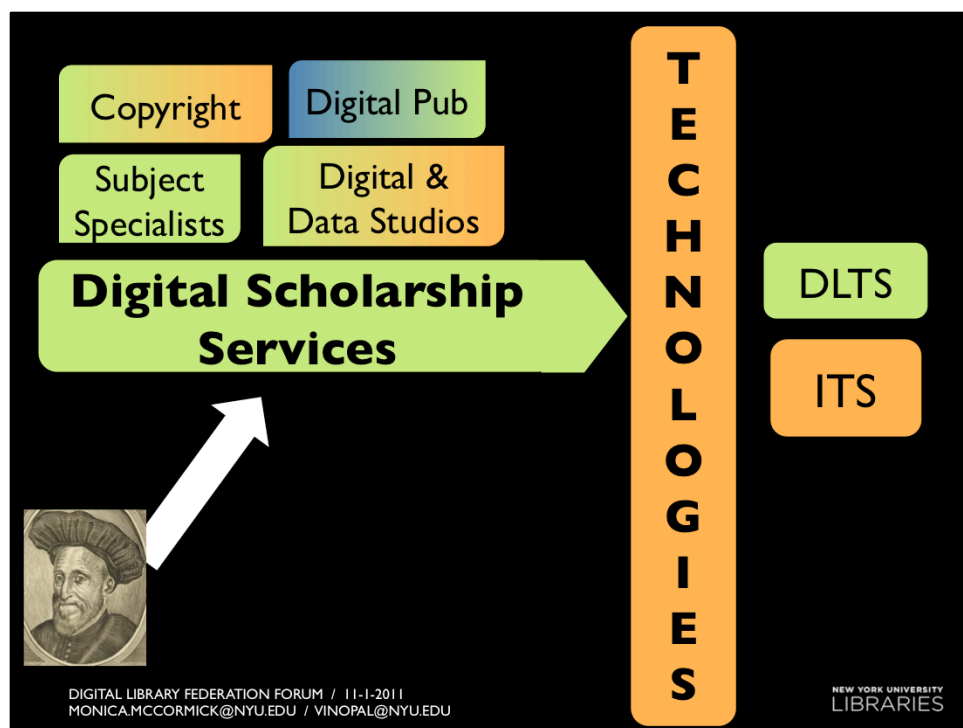 Copyright
Digital Pub
Subject
Specialists
Digital &
Data Studios
Digital Scholarship
Services
TECHNOLOGIES
DLTS
ITS
DIGITAL LIBRARY FEDERATION FORUM / 11-1-2011
MONICA.MCCORMICK@NYU.EDU / VINOPAL@NYU.EDU
NEW YORK UNIVERSITY
LIBRARIES